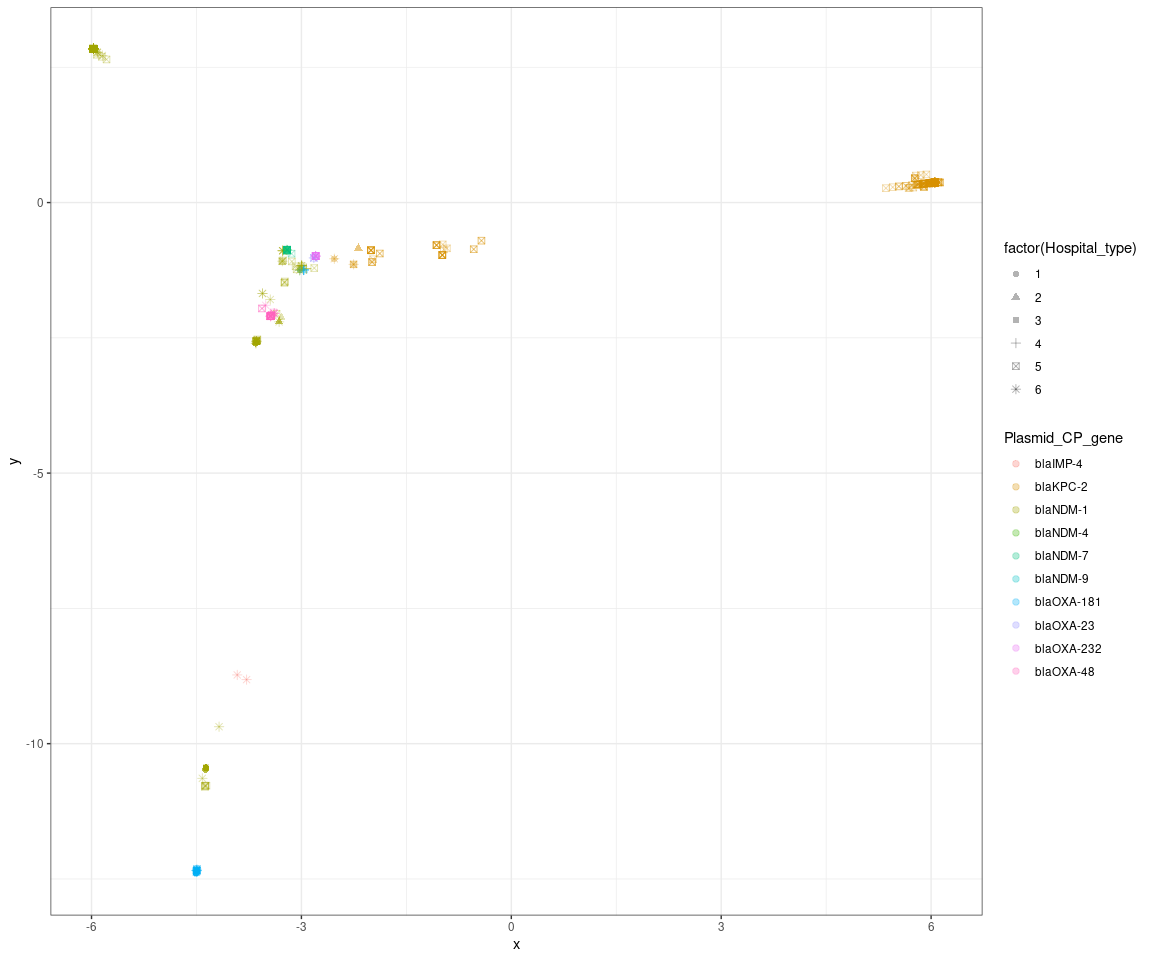 0
-5
-10
y
-6
-3
0
3
6
x
factor(Hospital_type)
1
2
3
4
5
6
Plasmid_CP_gene
blaIMP-4
blaKPC-2
blaNDM-1
blaNDM-4
blaNDM-7
blaNDM-9
blaOXA-181
blaOXA-23
blaOXA-232
blaOXA-48